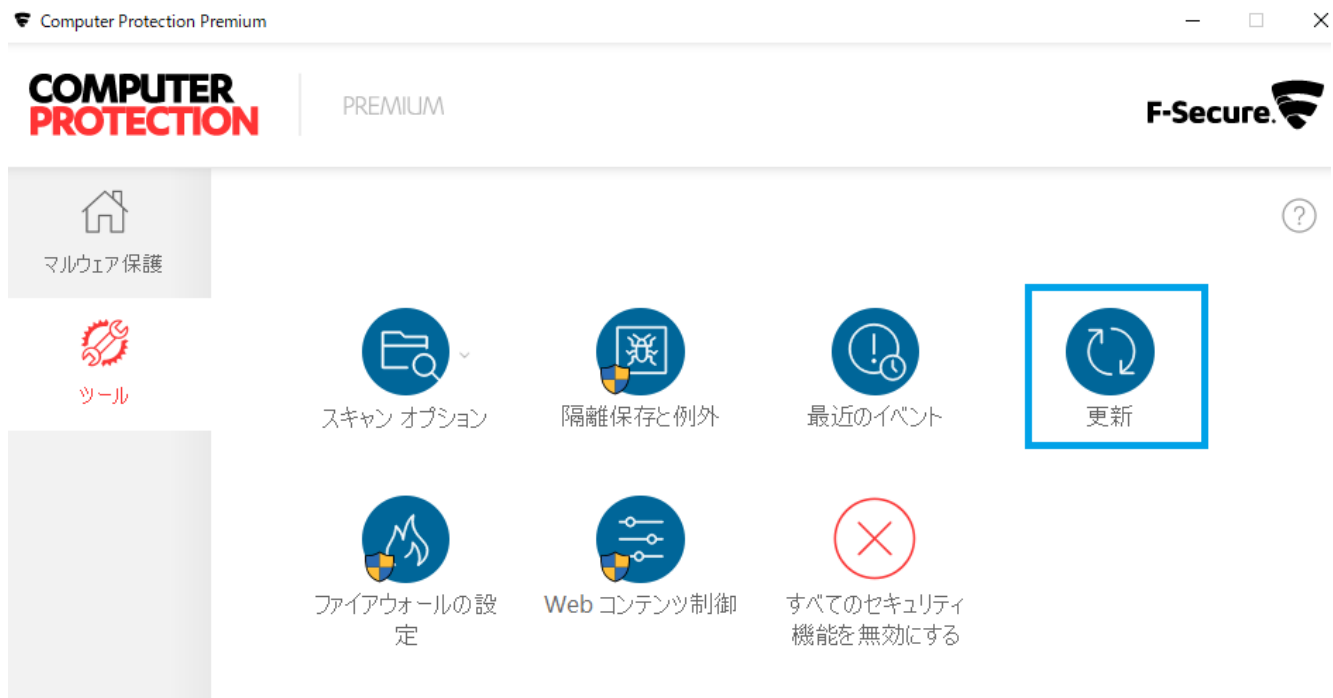 Computer Protection Premium
COMPUTER
PROTECTION
PREMIUM
F-Secure.
マルウェア保護
ツール
スキャン オプション
隔離保存と例外
最近のイベント
更新
ファイアウォールの設
定
Web コンテンツ制御
すべてのセキュリティ
機能を無効にする